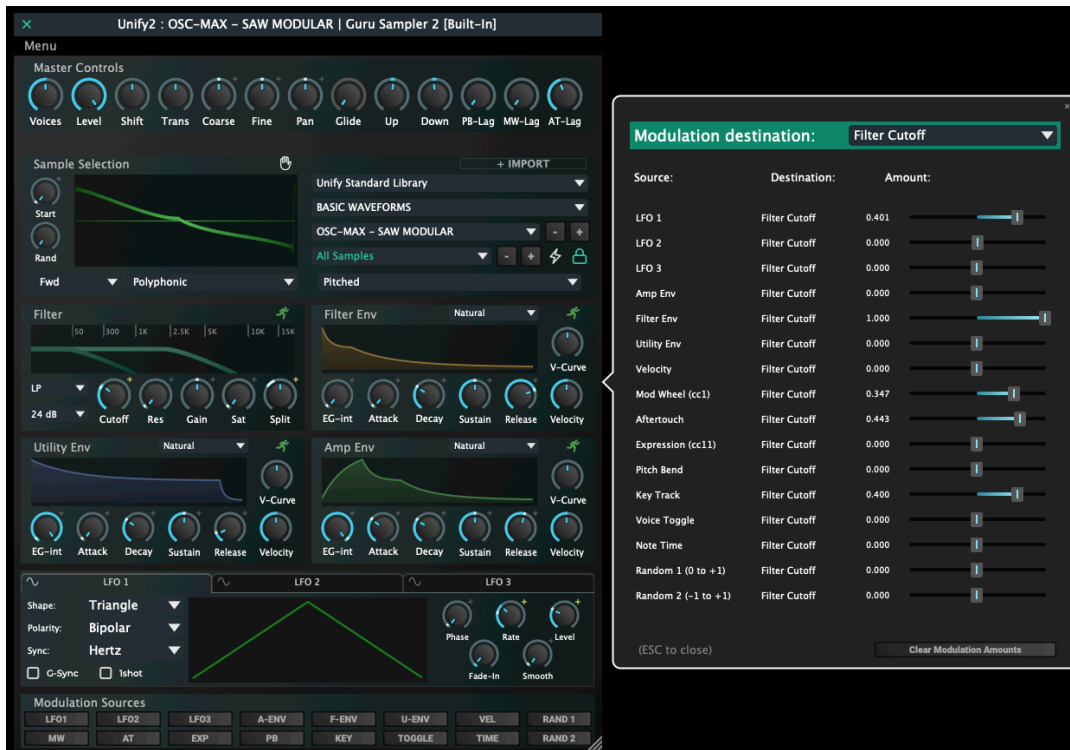 Unify2 : OSC-MAX – SAW MODULAR | Guru Sampler 2 [Built-In]
Menu
Master Controls
Voices Level Shift Trans Coarse Fine Pan Glide Up Down PB-Lag MW-Lag AT-Lag
Sample Selection
+ IMPORT
Start
Rand
Unify Standard Library
BASIC WAVEFORMS
OSC-MAX – SAW MODULAR - +
All Samples - +
Fwd Polyphonic Pitched
Filter
50 300 1K 2.5K 5K 10K 15K
LP
24 dB
Cutoff Res Gain Sat Split
Filter Env Natural
V-Curve
EG-int Attack Decay Sustain Release Velocity
Utility Env Natural
V-Curve
EG-int Attack Decay Sustain Release Velocity
Amp Env Natural
V-Curve
EG-int Attack Decay Sustain Release Velocity
LFO 1 LFO 2 LFO 3
Shape: Triangle
Polarity: Bipolar
Sync: Hertz
G-Sync 1shot
Phase Rate Level
Fade-In Smooth
Modulation Sources
LFO1 LFO2 LFO3 A-ENV F-ENV U-ENV VEL RAND 1
MW AT EXP PB KEY TOGGLE TIME RAND 2
Modulation destination: Filter Cutoff
Source: Destination: Amount:
LFO 1 Filter Cutoff 0.401
LFO 2 Filter Cutoff 0.000
LFO 3 Filter Cutoff 0.000
Amp Env Filter Cutoff 0.000
Filter Env Filter Cutoff 1.000
Utility Env Filter Cutoff 0.000
Velocity Filter Cutoff 0.000
Mod Wheel (cc1) Filter Cutoff 0.347
Aftertouch Filter Cutoff 0.443
Expression (cc11) Filter Cutoff 0.000
Pitch Bend Filter Cutoff 0.000
Key Track Filter Cutoff 0.400
Voice Toggle Filter Cutoff 0.000
Note Time Filter Cutoff 0.000
Random 1 (0 to +1) Filter Cutoff 0.000
Random 2 (–1 to +1) Filter Cutoff 0.000
(ESC to close)
Clear Modulation Amounts